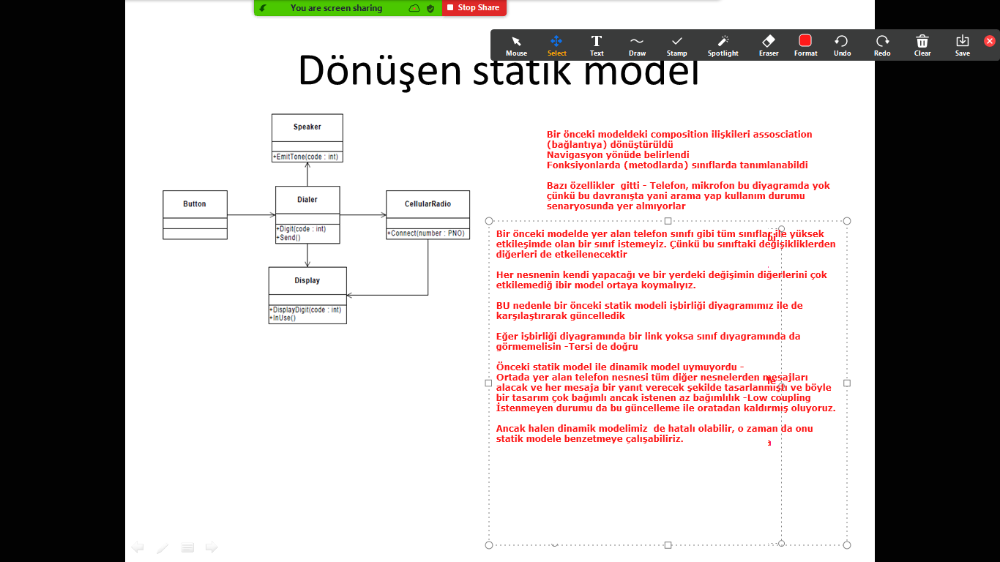 You are screen sharing
Stop Share
Mouse
Select
Text
Draw
Stamp
Spotlight
Eraser
Format
Undo
Redo
Clear
Save
Dönüşen statik model
Speaker
+EmitTone(code : int)
Button
Dialer
+Digit(code : int)
+Send()
CellularRadio
+Connect(number : PNO)
Display
+DisplayDigit(code : int)
+InUse()
Bir önceki modeldeki composition ilişkileri assosciation
(bağlantıya) dönüştürüldü
Navigasyon yönüde belirlendi
Fonksiyonlarda (metodlarda) sınıflarda tanımlanabildi
Bazı özellikler gitti - Telefon, mikrofon bu diyagramda yok
çünkü bu davranışta yani arama yap kullanım durumu
senaryosunda yer almıyorlar
Bir önceki modelde yer alan telefon sınıfı gibi tüm sınıflar ile yüksek
etkileşimde olan bir sınıf istemeyiz. Çünkü bu sınıftaki değişikliklerden
diğerleri de etkeilenecektir
Her nesnenin kendi yapacağı ve bir yerdeki değişimin diğerlerini çok
etkilemediğ ibir model ortaya koymalıyız.
BU nedenle bir önceki statik modeli işbirliği diyagramımız ile de
karşılaştırarak güncelledik
Eğer işbirliği diyagramında bir link yoksa sınıf dıyagramında da
görmemelisin -Tersi de doğru
Önceki statik model ile dinamik model uymuyordu -
Ortada yer alan telefon nesnesi tüm diğer nesnelerden mesajları
alacak ve her mesaja bir yanıt verecek şekilde tasarlanmıştı ve böyle
bir tasarım çok bağımlı ancak istenen az bağımlılık -Low coupling
İstenmeyen durumu da bu güncelleme ile oratadan kaldırmış oluyoruz.
Ancak halen dinamik modelimiz de hatalı olabilir, o zaman da onu
statik modele benzetmeye çalışabiliriz.